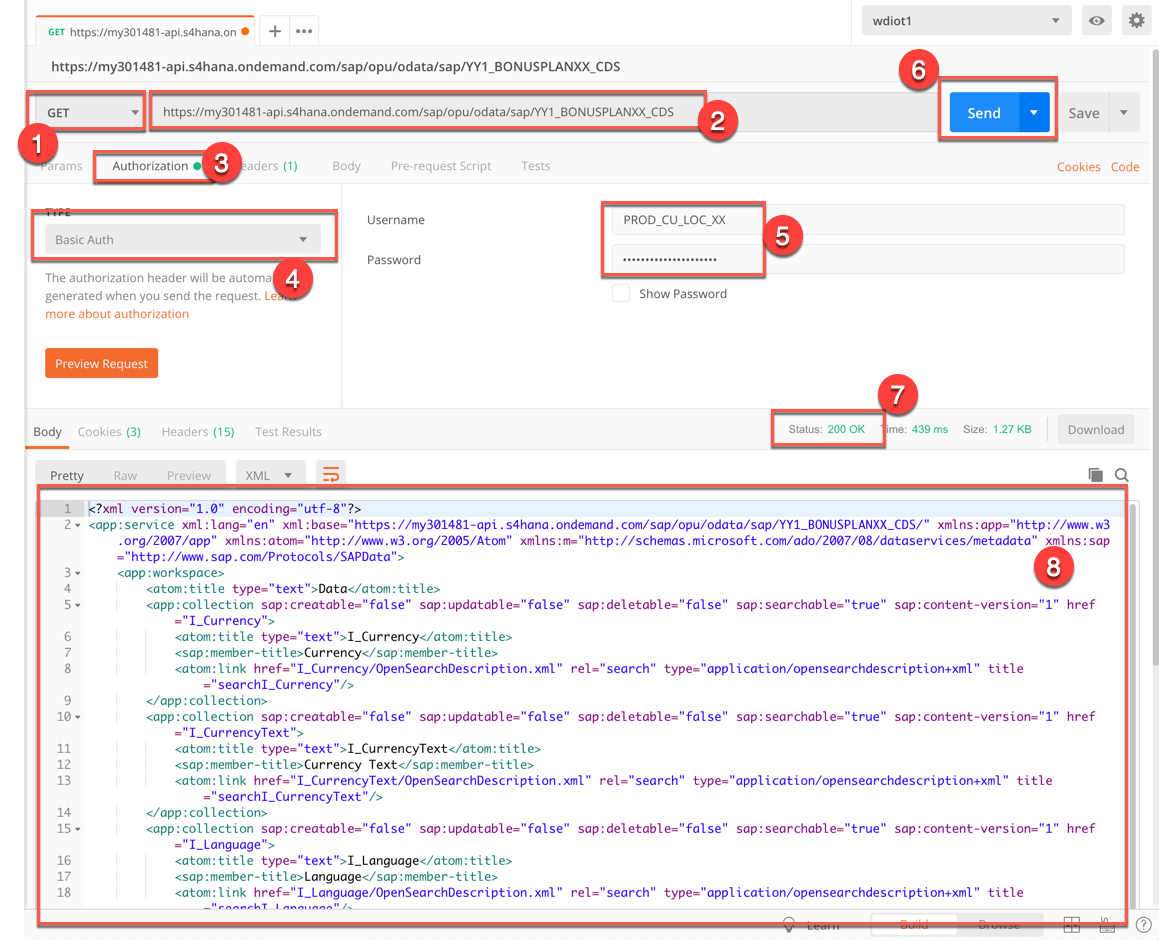 GET https://my301481-api.s4hana.on
wdiot1
https://my301481-api.s4hana.ondemand.com/sap/opu/odata/sap/YY1_BONUSPLANXX_CDS
6
GET https://my301481-api.s4hana.ondemand.com/sap/opu/odata/sap/YY1_BONUSPLANXX_CDS Send Save
1 2
Params Authorization 3 eaders (1) Body Pre-request Script Tests Cookies Code
TYPE
Basic Auth
4
The authorization header will be automa
generated when you send the request. Learn
more about authorization
Preview Request
Username PROD_CU_LOC_XX
5
Password •••••••••••••••••••••
Show Password
7
Body Cookies (3) Headers (15) Test Results Status: 200 OK Time: 439 ms Size: 1.27 KB Download
Pretty Raw Preview XML
1 <?xml version="1.0" encoding="utf-8"?>
2 <app:service xml:lang="en" xml:base="https://my301481-api.s4hana.ondemand.com/sap/opu/odata/sap/YY1_BONUSPLANXX_CDS/" xmlns:app="http://www.w3
.org/2007/app" xmlns:atom="http://www.w3.org/2005/Atom" xmlns:m="http://schemas.microsoft.com/ado/2007/08/dataservices/metadata" xmlns:sap
="http://www.sap.com/Protocols/SAPData">
8
3 <app:workspace>
4 <atom:title type="text">Data</atom:title>
5 <app:collection sap:creatable="false" sap:updatable="false" sap:deletable="false" sap:searchable="true" sap:content-version="1" href
="I_Currency">
6 <atom:title type="text">I_Currency</atom:title>
7 <sap:member-title>Currency</sap:member-title>
8 <atom:link href="I_Currency/OpenSearchDescription.xml" rel="search" type="application/opensearchdescription+xml" title
="searchI_Currency"/>
9 </app:collection>
10 <app:collection sap:creatable="false" sap:updatable="false" sap:deletable="false" sap:searchable="true" sap:content-version="1" href
="I_CurrencyText">
11 <atom:title type="text">I_CurrencyText</atom:title>
12 <sap:member-title>Currency Text</sap:member-title>
13 <atom:link href="I_CurrencyText/OpenSearchDescription.xml" rel="search" type="application/opensearchdescription+xml" title
="searchI_CurrencyText"/>
14 </app:collection>
15 <app:collection sap:creatable="false" sap:updatable="false" sap:deletable="false" sap:searchable="true" sap:content-version="1" href
="I_Language">
16 <atom:title type="text">I_Language</atom:title>
17 <sap:member-title>Language</sap:member-title>
18 <atom:link href="I_Language/OpenSearchDescription.xml" rel="search" type="application/opensearchdescription+xml" title
="searchI_Language"/>
Learn Build Browse